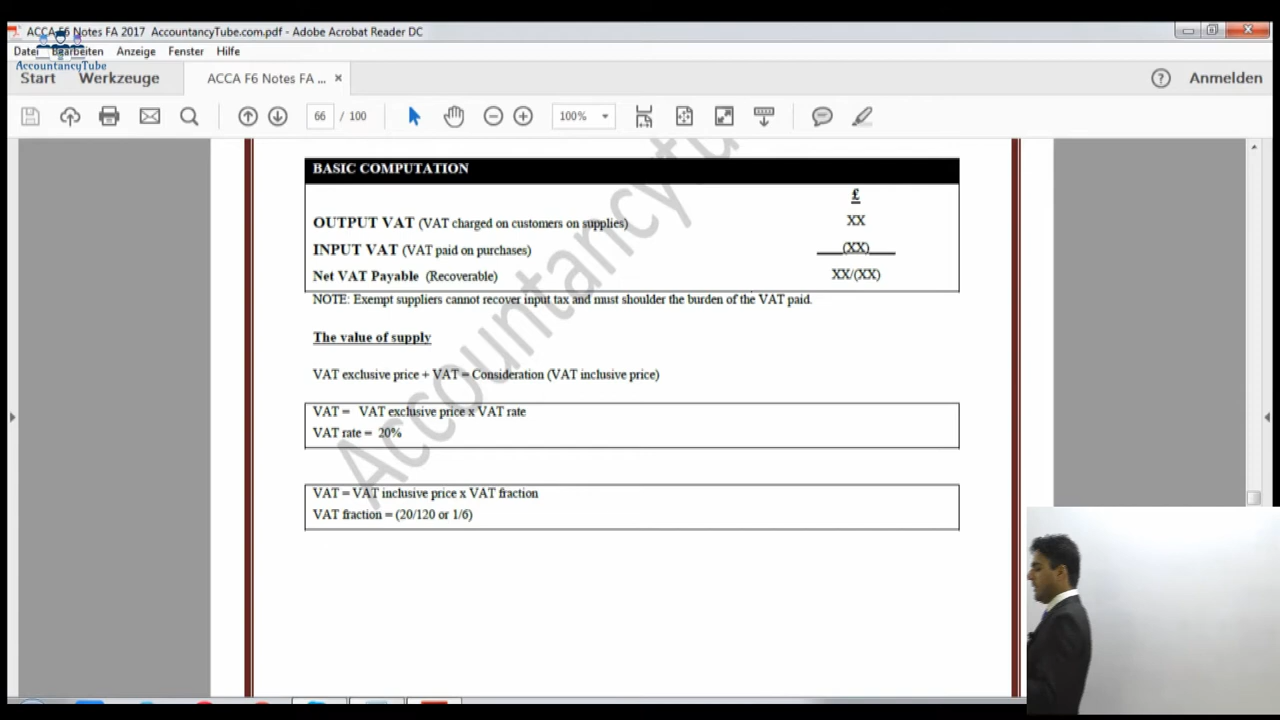 ACCA F6 Notes FA 2017 AccountancyTube.com.pdf - Adobe Acrobat Reader DC
Datei Bearbeiten Anzeige Fenster Hilfe
AccountancyTube
Start Werkzeuge ACCA F6 Notes FA ... × ? Anmelden
66 / 100 100%
BASIC COMPUTATION
£
OUTPUT VAT (VAT charged on customers on supplies) XX
INPUT VAT (VAT paid on purchases) ____(XX)____
Net VAT Payable (Recoverable) XX/(XX)
NOTE: Exempt suppliers cannot recover input tax and must shoulder the burden of the VAT paid.
The value of supply
VAT exclusive price + VAT = Consideration (VAT inclusive price)
VAT = VAT exclusive price x VAT rate
VAT rate = 20%
VAT = VAT inclusive price x VAT fraction
VAT fraction = (20/120 or 1/6)
Accountancytu